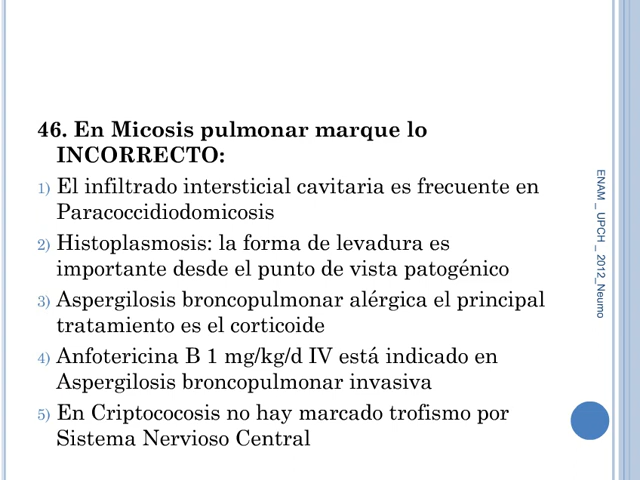 46. En Micosis pulmonar marque lo
INCORRECTO:
1) El infiltrado intersticial cavitaria es frecuente en
Paracoccidiodomicosis
2) Histoplasmosis: la forma de levadura es
importante desde el punto de vista patogénico
3) Aspergilosis broncopulmonar alérgica el principal
tratamiento es el corticoide
4) Anfotericina B 1 mg/kg/d IV está indicado en
Aspergilosis broncopulmonar invasiva
5) En Criptococosis no hay marcado trofismo por
Sistema Nervioso Central
ENAM _ UPCH _ 2012_Neumo